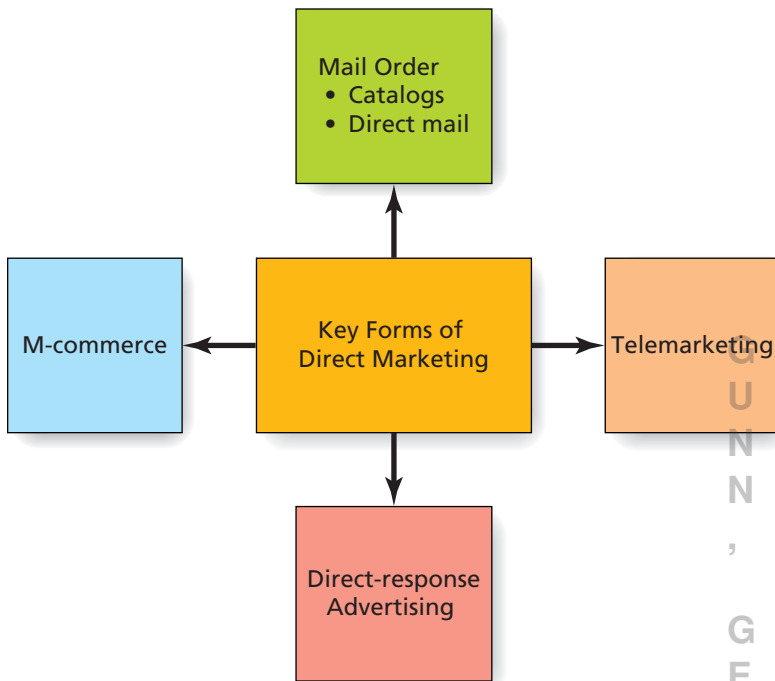 Mail Order
• Catalogs
• Direct mail
M-commerce
Key Forms of
Direct Marketing
Telemarketing
Direct-response
Advertising
G
U
N
N
,
G